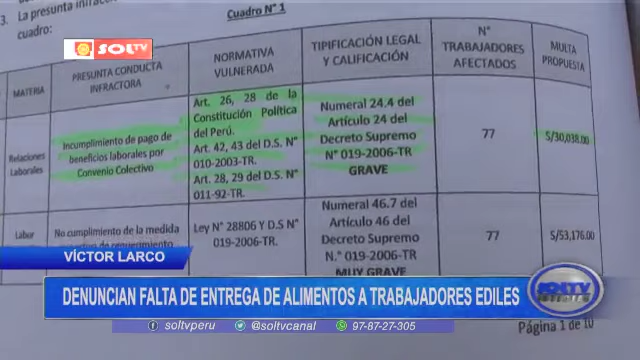 3. La presunta infracc
cuadro:
Cuadro N° 1
SOLTV
MATERIA
PRESUNTA CONDUCTA
INFRACTORA
NORMATIVA
VULNERADA
TIPIFICACIÓN LEGAL
Y CALIFICACIÓN
N°
TRABAJADORES
AFECTADOS
MULTA
PROPUESTA
Relaciones
Laborales
Incumplimiento de pago de
beneficios laborales por
Convenio Colectivo
Art. 26, 28 de la
Constitución Política
del Perú.
Art. 42, 43 del D.S. N°
010-2003-TR.
Art. 28, 29 del D.S. N°
011-92-TR.
Numeral 24.4 del
Artículo 24 del
Decreto Supremo
N° 019-2006-TR
GRAVE
77
S/30,038.00
Labor
No cumplimiento de la medida
de requerimiento
Ley N° 28806 Y D.S N°
019-2006-TR.
Numeral 46.7 del
Artículo 46 del
Decreto Supremo
N.° 019-2006-TR
MUY GRAVE
77
S/53,176.00
VÍCTOR LARCO
DENUNCIAN FALTA DE ENTREGA DE ALIMENTOS A TRABAJADORES EDILES
SOLTV
NOTICIAS
soltvperu @soltvcanal 97-87-27-305
Página 1 de 10